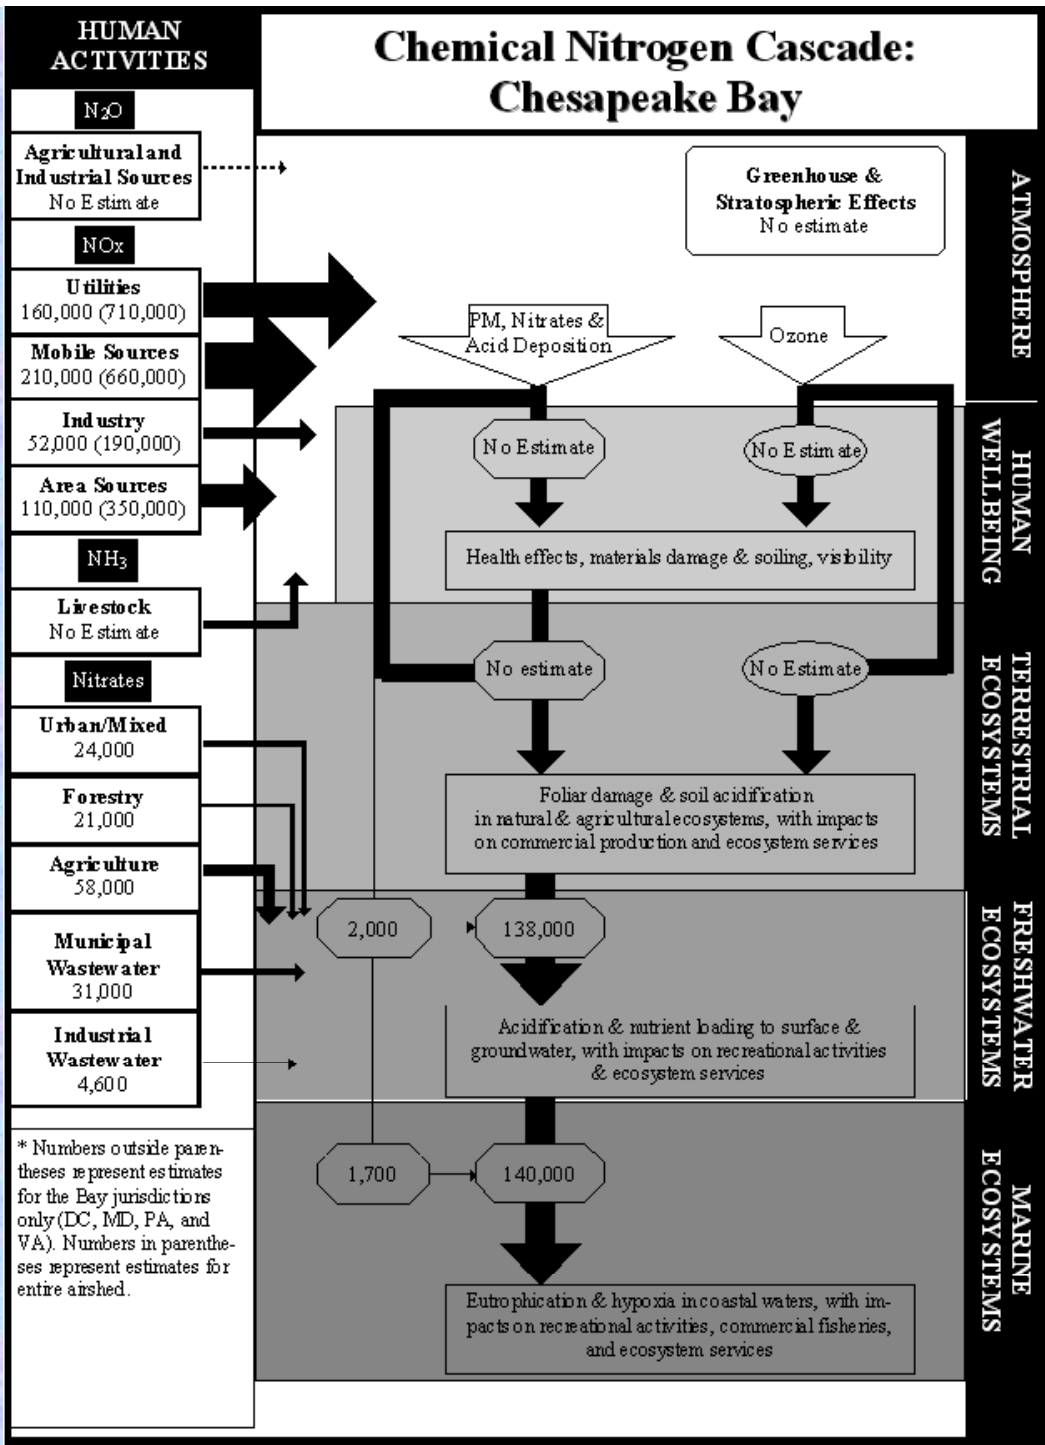 HUMAN
ACTIVITIES
Chemical Nitrogen Cascade:
Chesapeake Bay
N2O
Agricultural and
Industrial Sources
No Estimate
NOx
Utilities
160,000 (710,000)
Mobile Sources
210,000 (660,000)
Industry
52,000 (190,000)
Area Sources
110,000 (350,000)
NH3
Livestock
No Estimate
Nitrates
Urban/Mixed
24,000
Forestry
21,000
Agriculture
58,000
Municipal
Wastewater
31,000
Industrial
Wastewater
4,600
* Numbers outside paren-
theses represent estimates
for the Bay jurisdictions
only (DC, MD, PA, and
VA). Numbers in parenthe-
ses represent estimates for
entire airshed.
Greenhouse &
Stratospheric Effects
No estimate
PM, Nitrates &
Acid Deposition
Ozone
No Estimate
No Estimate
Health effects, materials damage & soiling, visibility
No estimate
No Estimate
Foliar damage & soil acidification
in natural & agricultural ecosystems, with impacts
on commercial production and ecosystem services
2,000
138,000
Acidification & nutrient loading to surface &
groundwater, with impacts on recreational activities
& ecosystem services
1,700
140,000
Eutrophication & hypoxia in coastal waters, with im-
pacts on recreational activities, commercial fisheries,
and ecosystem services
ATMOSPHERE
HUMAN
WELLBEING
TERRESTRIAL
ECOSYSTEMS
FRESHWATER
ECOSYSTEMS
MARINE
ECOSYSTEMS